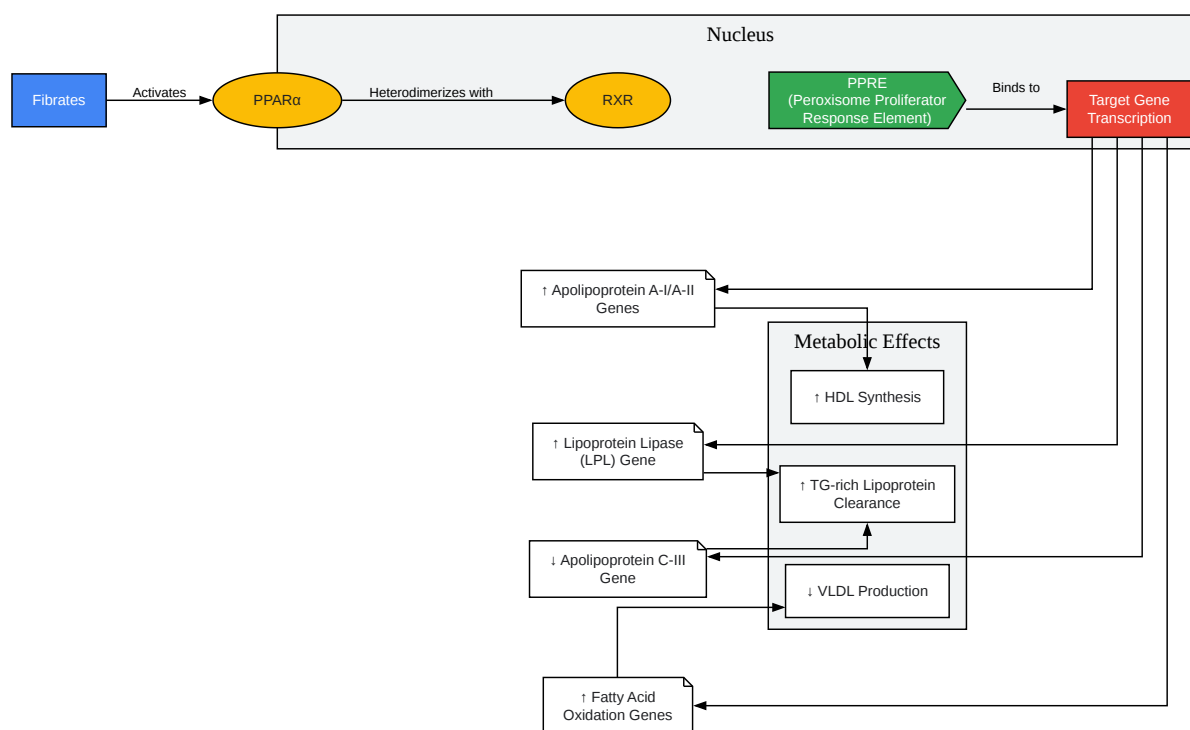 Nucleus
Fibrates
Activates
PPARα
Heterodimerizes with
RXR
PPRE
(Peroxisome Proliferator
Response Element)
Binds to
Target Gene
Transcription
↑ Apolipoprotein A-I/A-II
Genes
Metabolic Effects
↑ HDL Synthesis
↑ Lipoprotein Lipase
(LPL) Gene
↑ TG-rich Lipoprotein
Clearance
↓ Apolipoprotein C-III
Gene
↓ VLDL Production
↑ Fatty Acid
Oxidation Genes